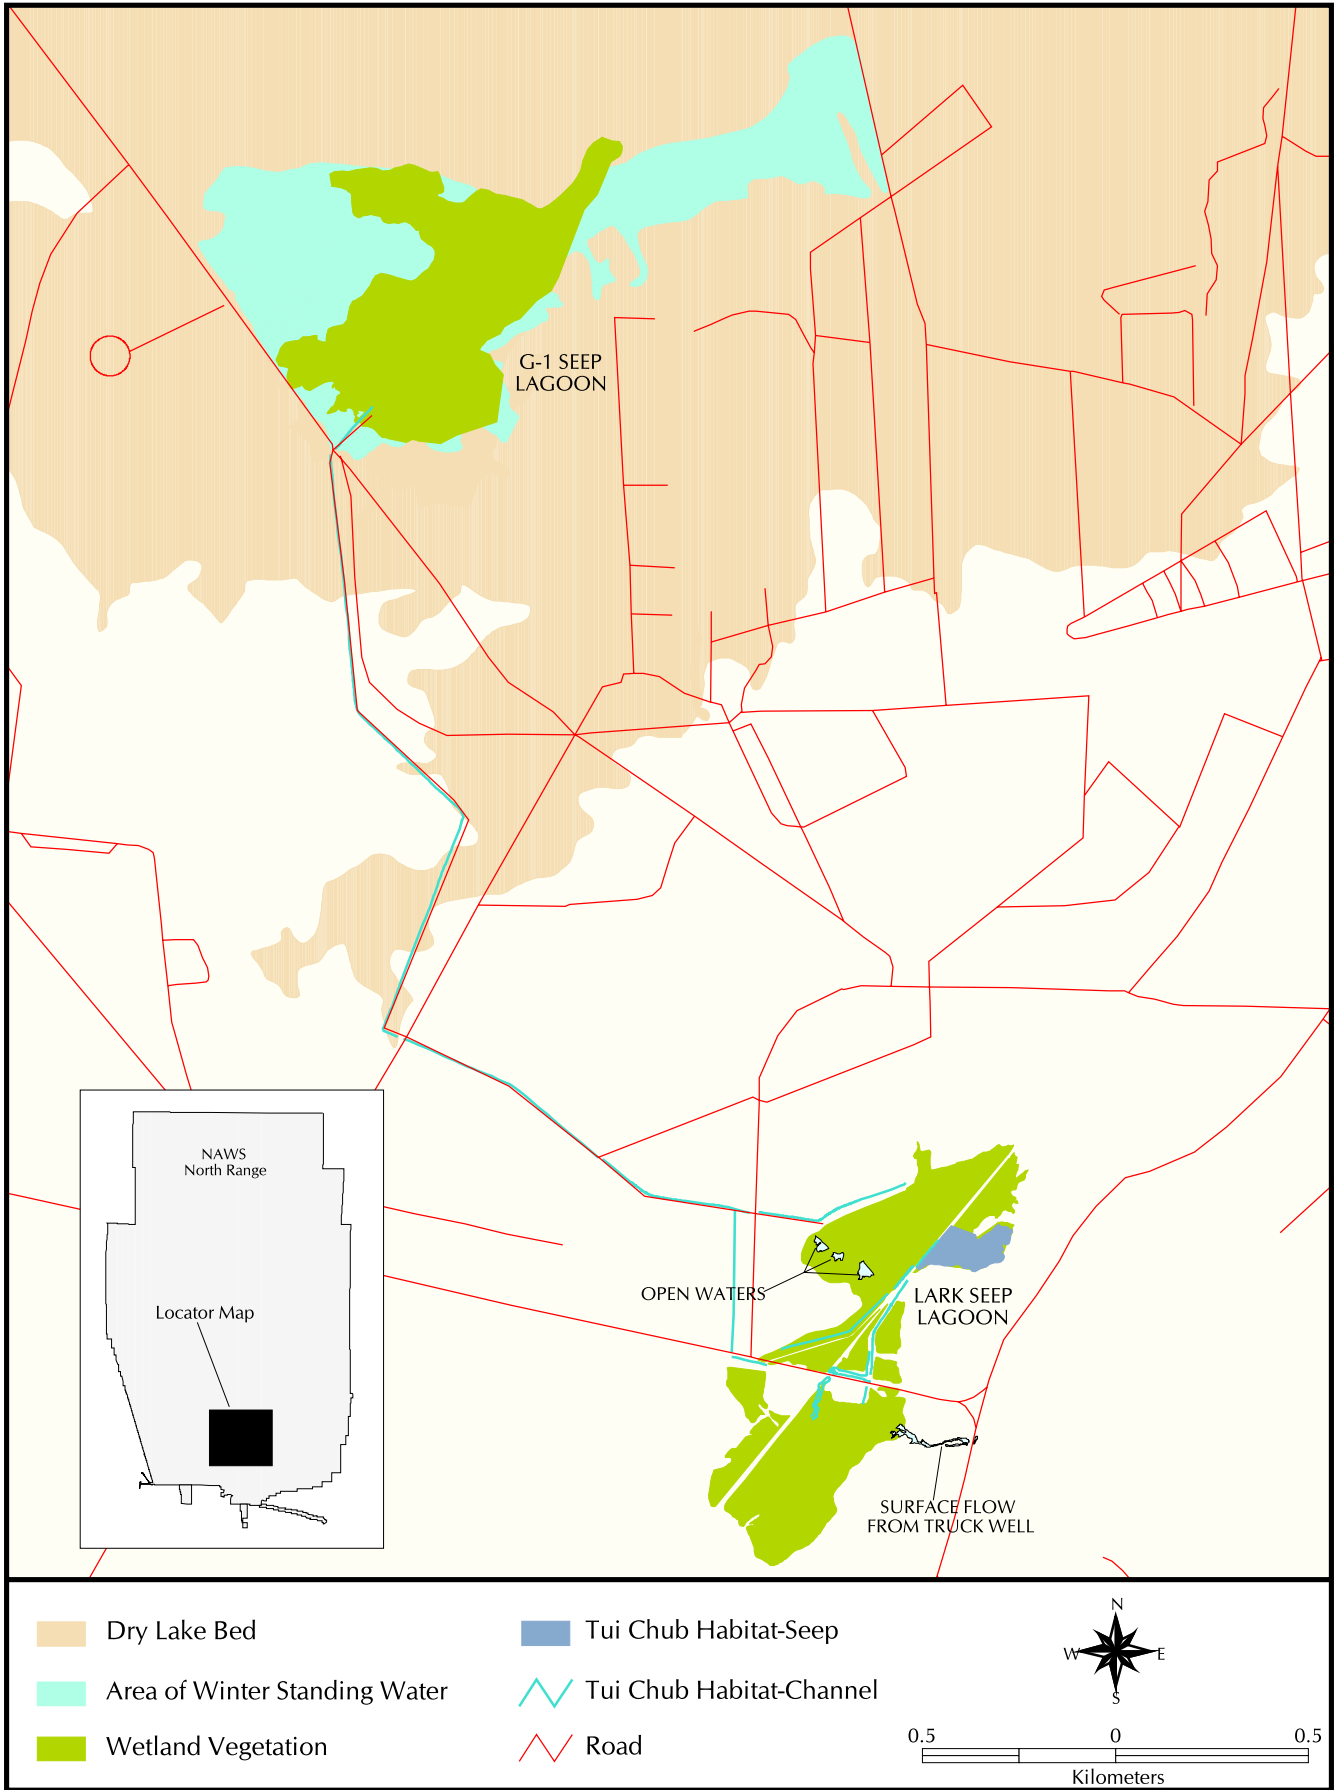 G-1 SEEP
LAGOON
NAWS
North Range
Locator Map
OPEN WATERS
LARK SEEP
LAGOON
SURFACE FLOW
FROM TRUCK WELL
Dry Lake Bed
Area of Winter Standing Water
Wetland Vegetation
Tui Chub Habitat-Seep
Tui Chub Habitat-Channel
Road
N
W E
S
0.5 0 0.5
Kilometers